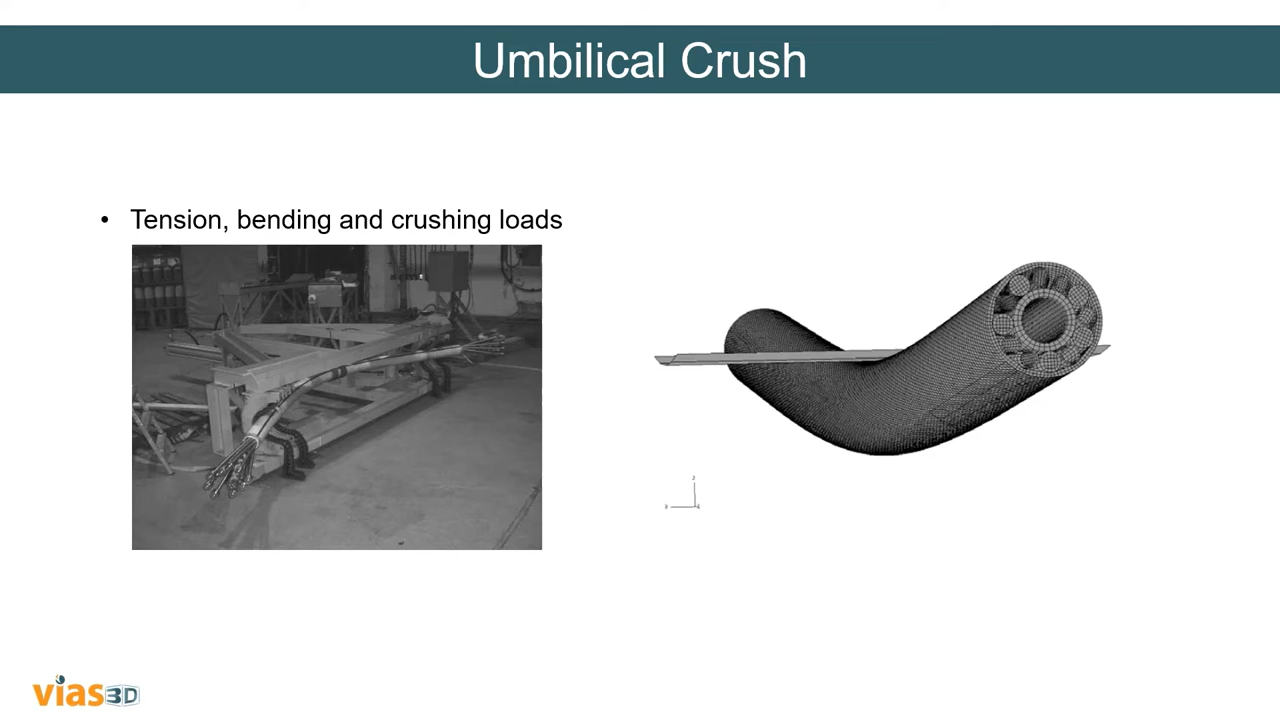 Umbilical Crush
• Tension, bending and crushing loads
vias3D